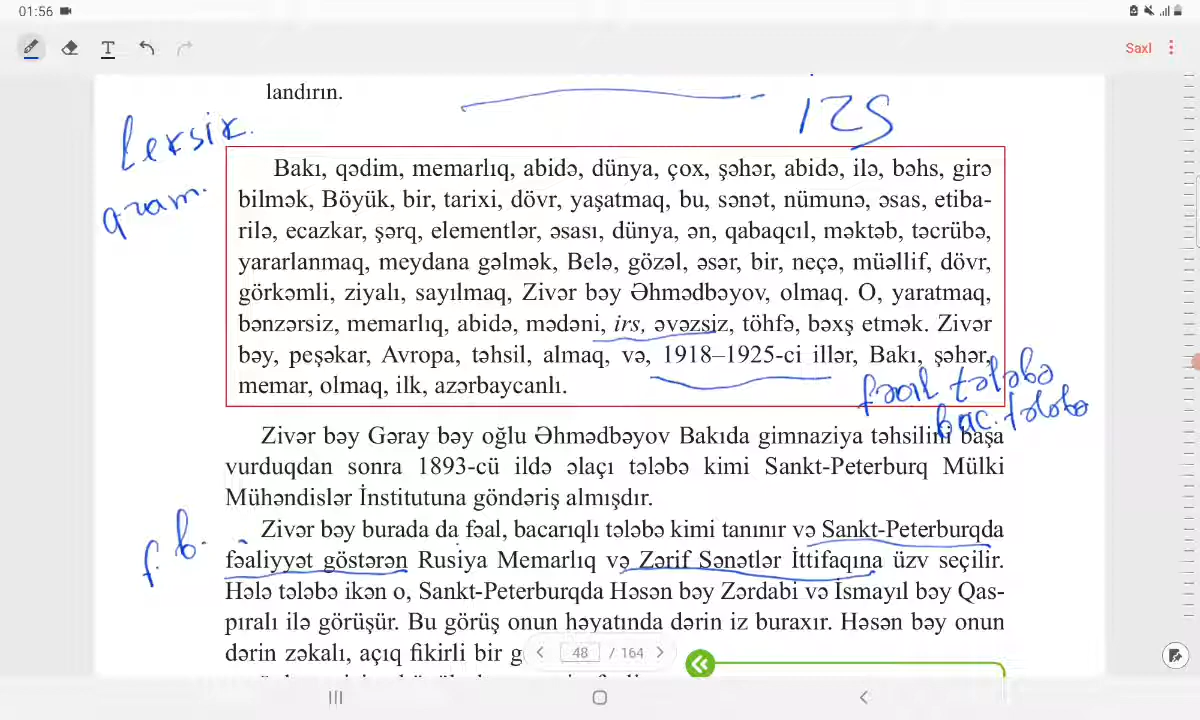 01:56
Saxl
landırın.
125
leksik.
qram.
Bakı, qədim, memarlıq, abidə, dünya, çox, şəhər, abidə, ilə, bəhs, girə
bilmək, Böyük, bir, tarixi, dövr, yaşatmaq, bu, sənət, nümunə, əsas, etiba-
rilə, ecazkar, şərq, elementlər, əsası, dünya, ən, qabaqcıl, məktəb, təcrübə,
yararlanmaq, meydana gəlmək, Belə, gözəl, əsər, bir, neçə, müəllif, dövr,
görkəmli, ziyalı, sayılmaq, Zivər bəy Əhmədbəyov, olmaq. O, yaratmaq,
bənzərsiz, memarlıq, abidə, mədəni, irs, əvəzsiz, töhfə, bəxş etmək. Zivər
bəy, peşəkar, Avropa, təhsil, almaq, və, 1918–1925-ci illər, Bakı, şəhər,
memar, olmaq, ilk, azərbaycanlı.
fəal tələbə
bac. tələbə
Zivər bəy Gəray bəy oğlu Əhmədbəyov Bakıda gimnaziya təhsilini başa
vurduqdan sonra 1893-cü ildə əlaçı tələbə kimi Sankt-Peterburq Mülki
Mühəndislər İnstitutuna göndəriş almışdır.
f. b.
Zivər bəy burada da fəal, bacarıqlı tələbə kimi tanınır və Sankt-Peterburqda
fəaliyyət göstərən Rusiya Memarlıq və Zərif Sənətlər İttifaqına üzv seçilir.
Hələ tələbə ikən o, Sankt-Peterburqda Həsən bəy Zərdabi və İsmayıl bəy Qas-
pıralı ilə görüşür. Bu görüş onun həyatında dərin iz buraxır. Həsən bəy onun
dərin zəkalı, açıq fikirli bir g
48 / 164